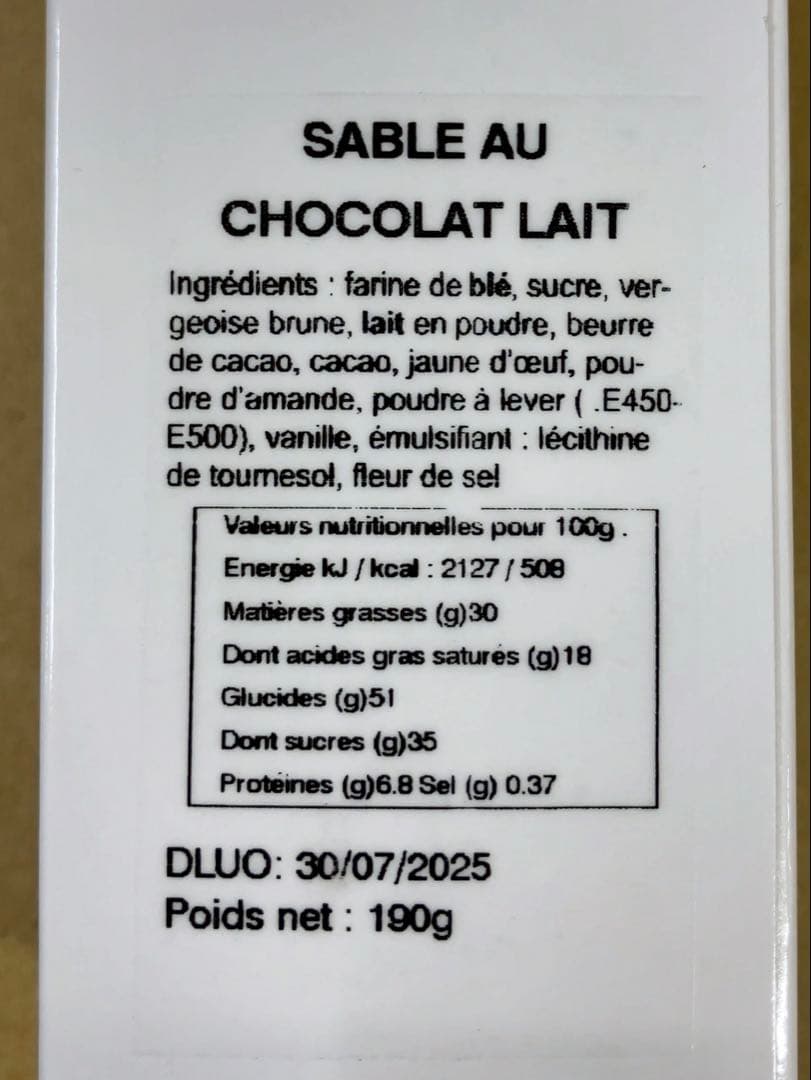 SABLE AU
CHOCOLAT LAIT
Ingrédients : farine de blé, sucre, ver-
geoise brune, lait en poudre, beurre
de cacao, cacao, jaune d'œuf, pou-
dre d'amande, poudre à lever ( .E450-
E500), vanille, émulsifiant : lécithine
de tournesol, fleur de sel
Valeurs nutritionnelles pour 100g .
Energie kJ / kcal : 2127 / 508
Matières grasses (g)30
Dont acides gras saturés (g)18
Glucides (g)51
Dont sucres (g)35
Protéines (g)6.8 Sel (g) 0.37
DLUO: 30/07/2025
Poids net : 190g